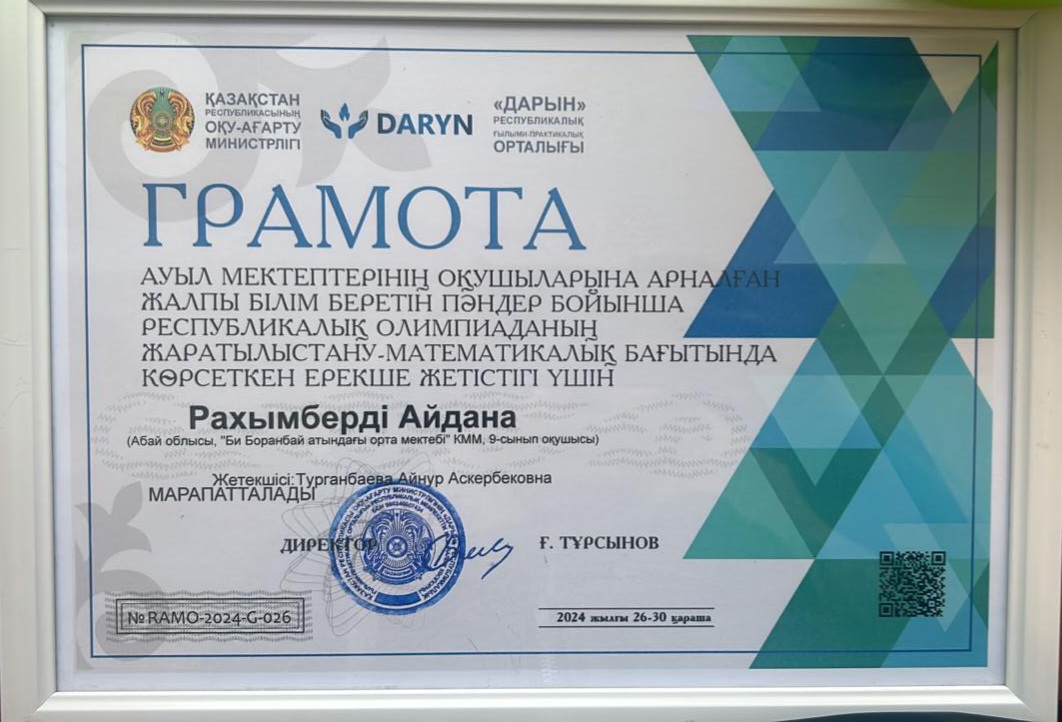 ҚАЗАҚСТАН
РЕСПУБЛИКАСЫНЫҢ
ОҚУ-АҒАРТУ
МИНИСТРЛІГІ
DARYN
«ДАРЫН»
РЕСПУБЛИКАЛЫҚ
ҒЫЛЫМИ-ПРАКТИКАЛЫҚ
ОРТАЛЫҒЫ
ГРАМОТА
АУЫЛ МЕКТЕПТЕРІНІҢ ОҚУШЫЛАРЫНА АРНАЛҒАН
ЖАЛПЫ БІЛІМ БЕРЕТІН ПӘНДЕР БОЙЫНША
РЕСПУБЛИКАЛЫҚ ОЛИМПИАДАНЫҢ
ЖАРАТЫЛЫСТАНУ-МАТЕМАТИКАЛЫҚ БАҒЫТЫНДА
КӨРСЕТКЕН ЕРЕКШЕ ЖЕТІСТІГІ ҮШІН
Рахымберді Айдана
(Абай облысы, "Би Боранбай атындағы орта мектебі" КММ, 9-сынып оқушысы)
Жетекшісі: Турганбаева Айнур Аскербековна
МАРАПАТТАЛАДЫ
ДИРЕКТОР Ғ. ТҰРСЫНОВ
№ RAMO-2024-G-026
2024 жылғы 26-30 қараша